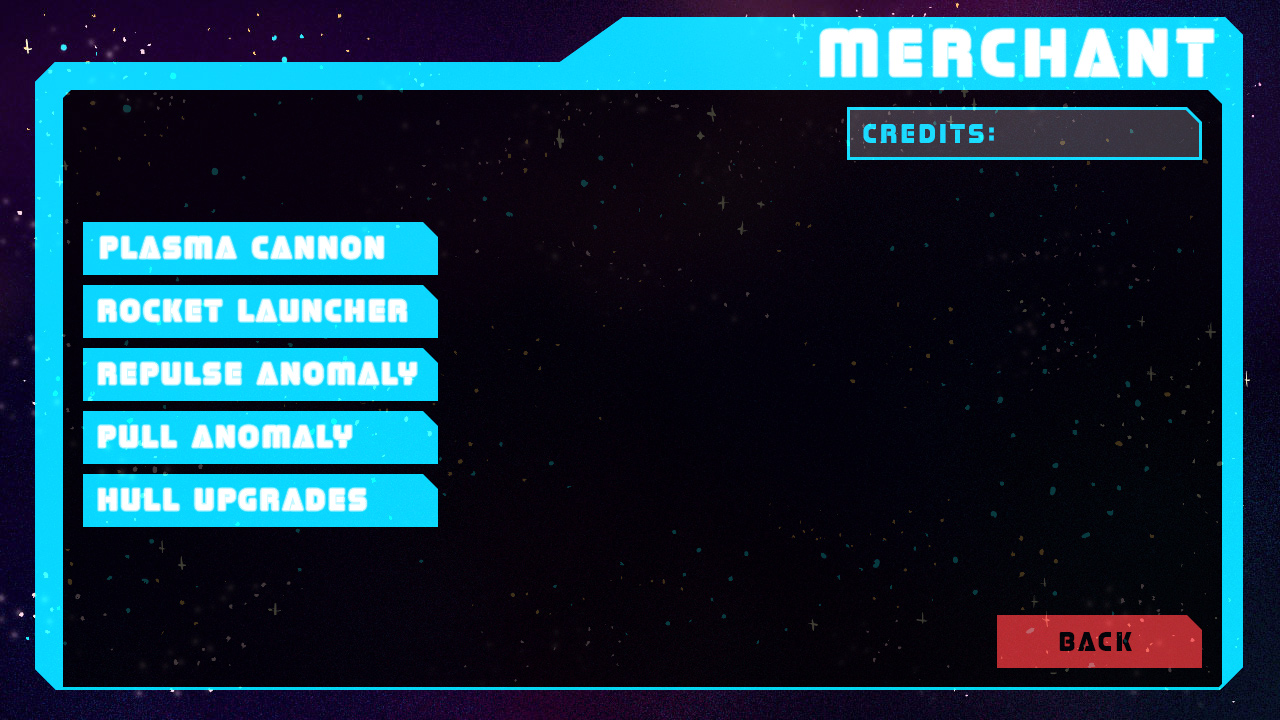 MERCHANT
CREDITS:
PLASMA CANNON
ROCKET LAUNCHER
REPULSE ANOMALY
PULL ANOMALY
HULL UPGRADES
BACK